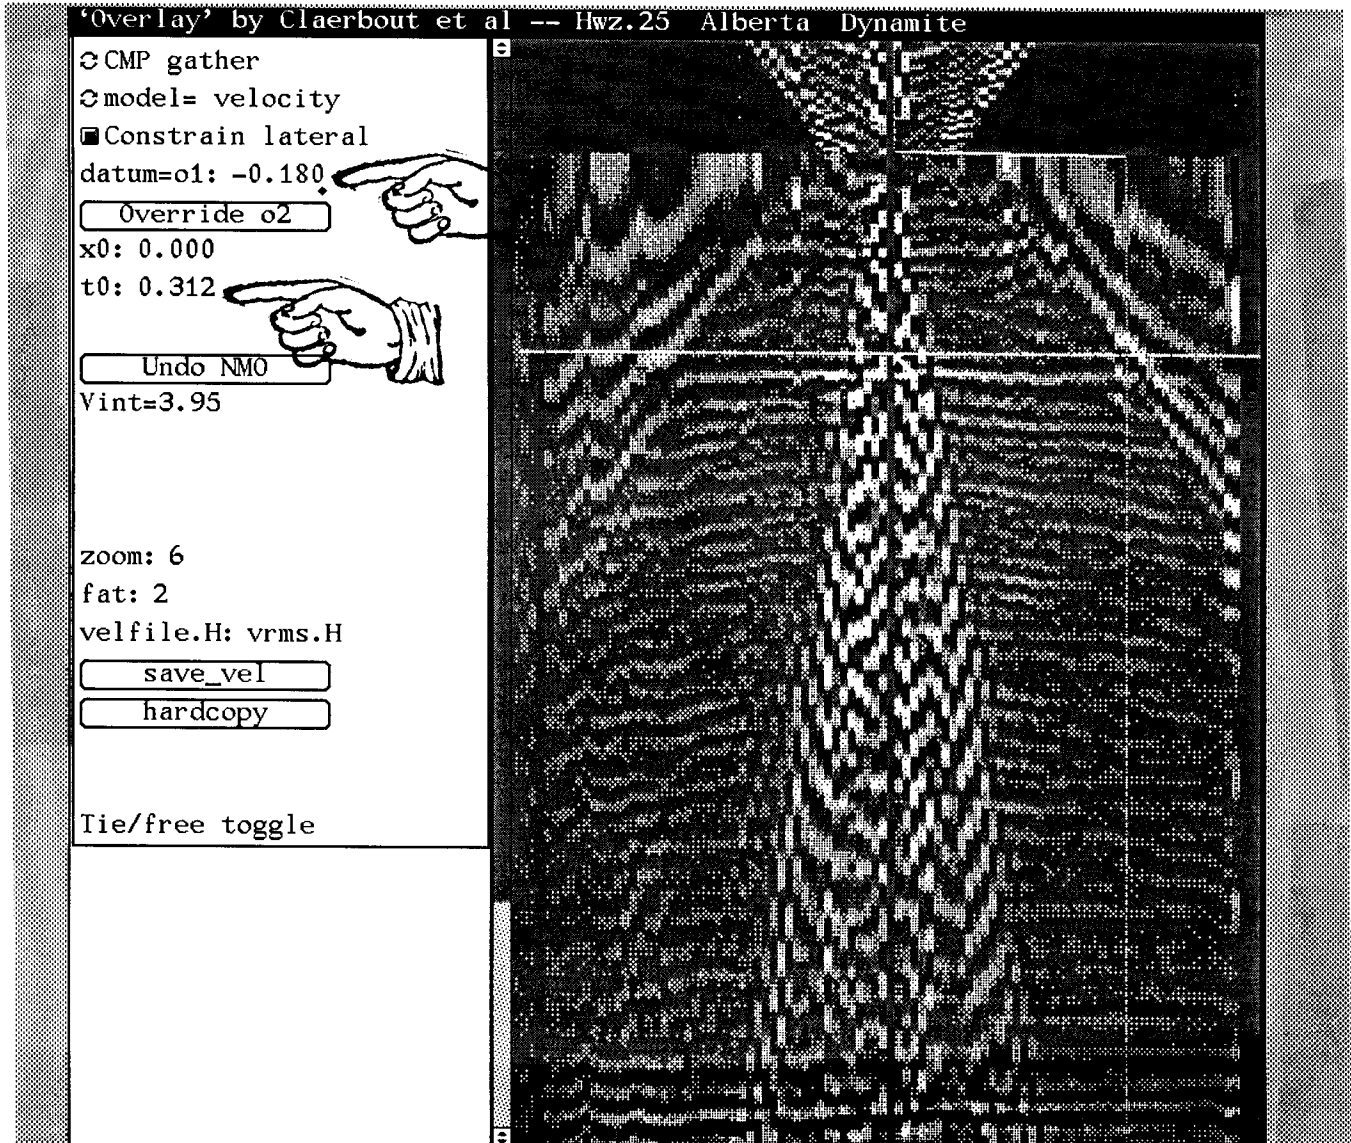 ‘Overlay’ by Claerbout et al -- Hwz.25 Alberta Dynamite
CMP gather
model= velocity
Constrain lateral
datum=o1: -0.180
Override o2
x0: 0.000
t0: 0.312
Undo NMO
Vint=3.95
zoom: 6
fat: 2
velfile.H: vrms.H
save_vel
hardcopy
Tie/free toggle